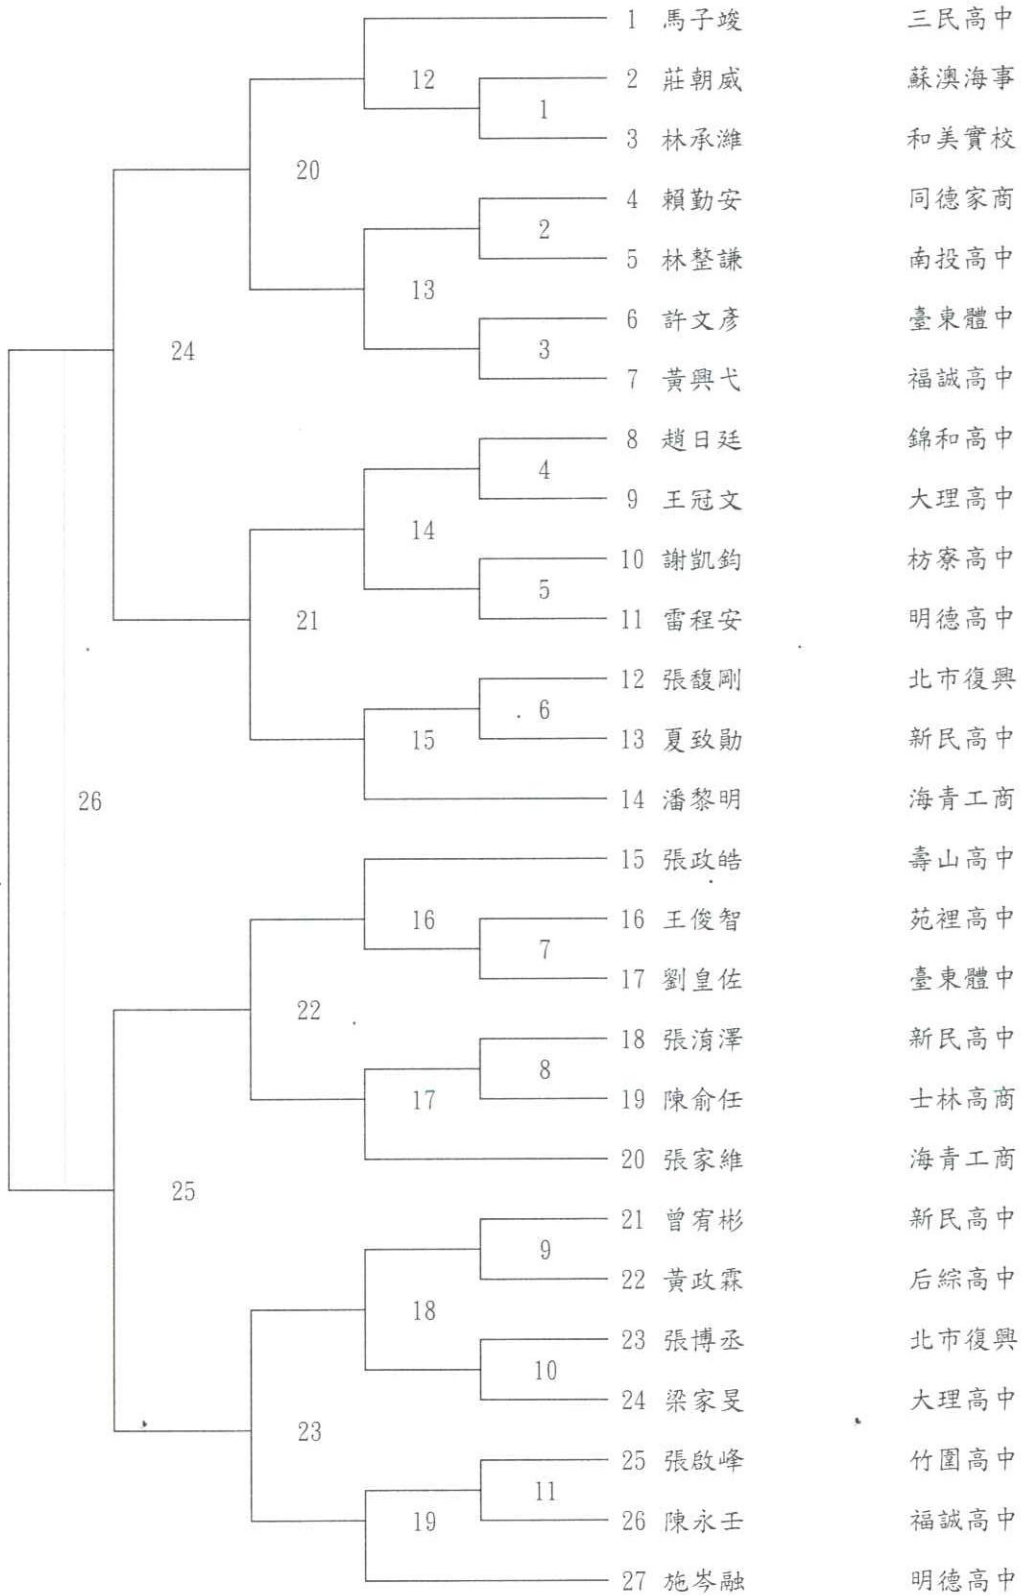 1 馬子竣 三民高中
12
2 莊朝威 蘇澳海事
1
3 林承濰 和美實校
20
4 賴勤安 同德家商
2
5 林整謙 南投高中
13
6 許文彥 臺東體中
24
3
7 黃興弋 福誠高中
8 趙日廷 錦和高中
4
9 王冠文 大理高中
14
10 謝凱鈞 枋寮高中
5
11 雷程安 明德高中
21
12 張馥剛 北市復興
6
13 夏致勛 新民高中
15
14 潘黎明 海青工商
26
15 張政皓 壽山高中
16
16 王俊智 苑裡高中
7
17 劉皇佐 臺東體中
22
18 張淯澤 新民高中
8
19 陳俞任 士林高商
17
20 張家維 海青工商
25
21 曾宥彬 新民高中
9
22 黃政霖 后綜高中
18
23 張博丞 北市復興
10
24 梁家旻 大理高中
23
25 張啟峰 竹圍高中
11
26 陳永壬 福誠高中
19
27 施岑融 明德高中